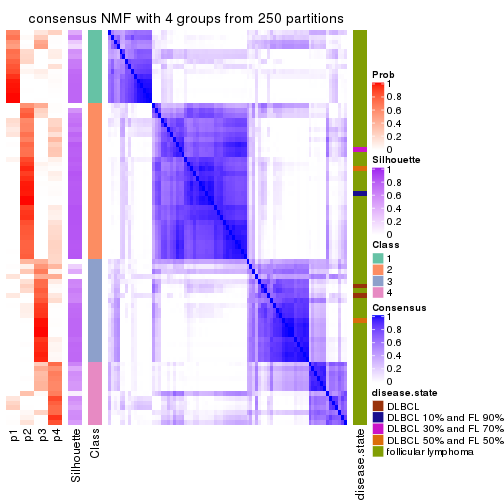 consensus NMF with 4 groups from 250 partitions
Prob
1
0.8
0.6
0.4
0.2
0
Silhouette
1
0.8
0.6
0.4
0.2
0
Class
1
2
3
4
Consensus
1
0.8
0.6
0.4
0.2
0
disease.state
DLBCL
DLBCL 10% and FL 90%
DLBCL 30% and FL 70%
DLBCL 50% and FL 50%
follicular lymphoma
p1
p2
p3
p4
Silhouette
Class
disease.state